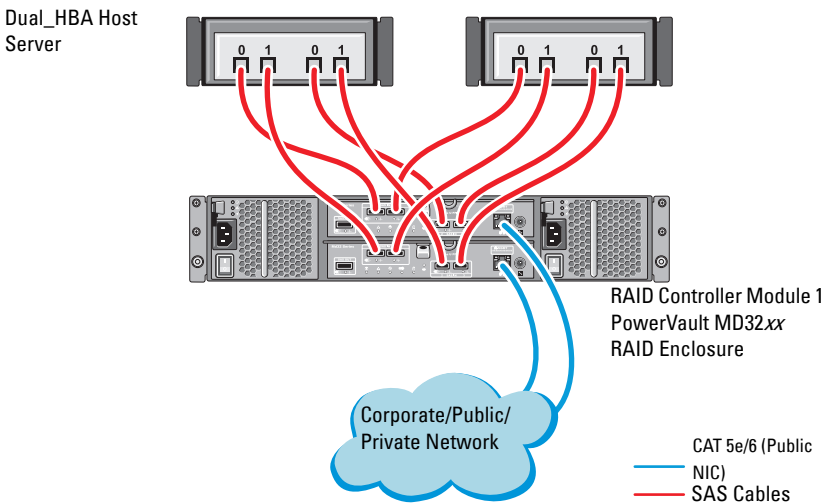 Dual_HBA Host
Server
0 1 0 1
0 1 0 1
RAID Controller Module 1
PowerVault MD32xx
RAID Enclosure
Corporate/Public/
Private Network
CAT 5e/6 (Public
NIC)
SAS Cables